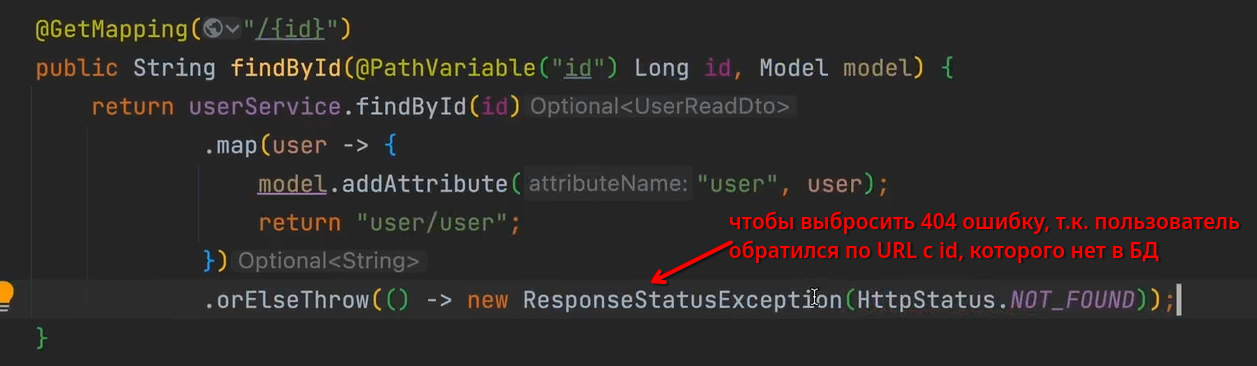 @GetMapping("/{id}")
public String findById(@PathVariable("id") Long id, Model model) {
return userService.findById(id) Optional<UserReadDto>
.map(user -> {
model.addAttribute( attributeName: "user", user);
return "user/user";
чтобы выбросить 404 ошибку, т.к. пользователь
обратился по URL с id, которого нет в БД
}) Optional<String>
.orElseThrow(() -> new ResponseStatusException(HttpStatus.NOT_FOUND));
}